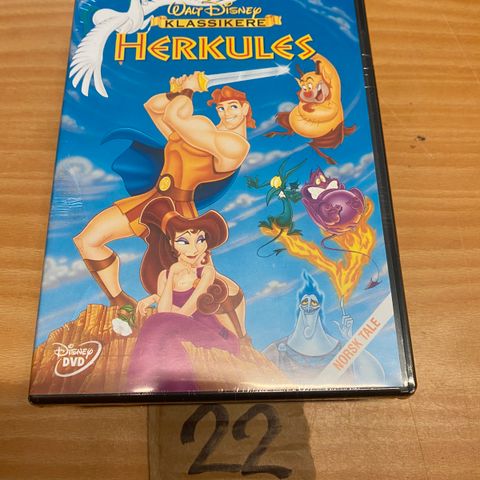 Walt Disney
KLASSIKERE
HERKULES
NORSK TALE
Disney
DVD
22